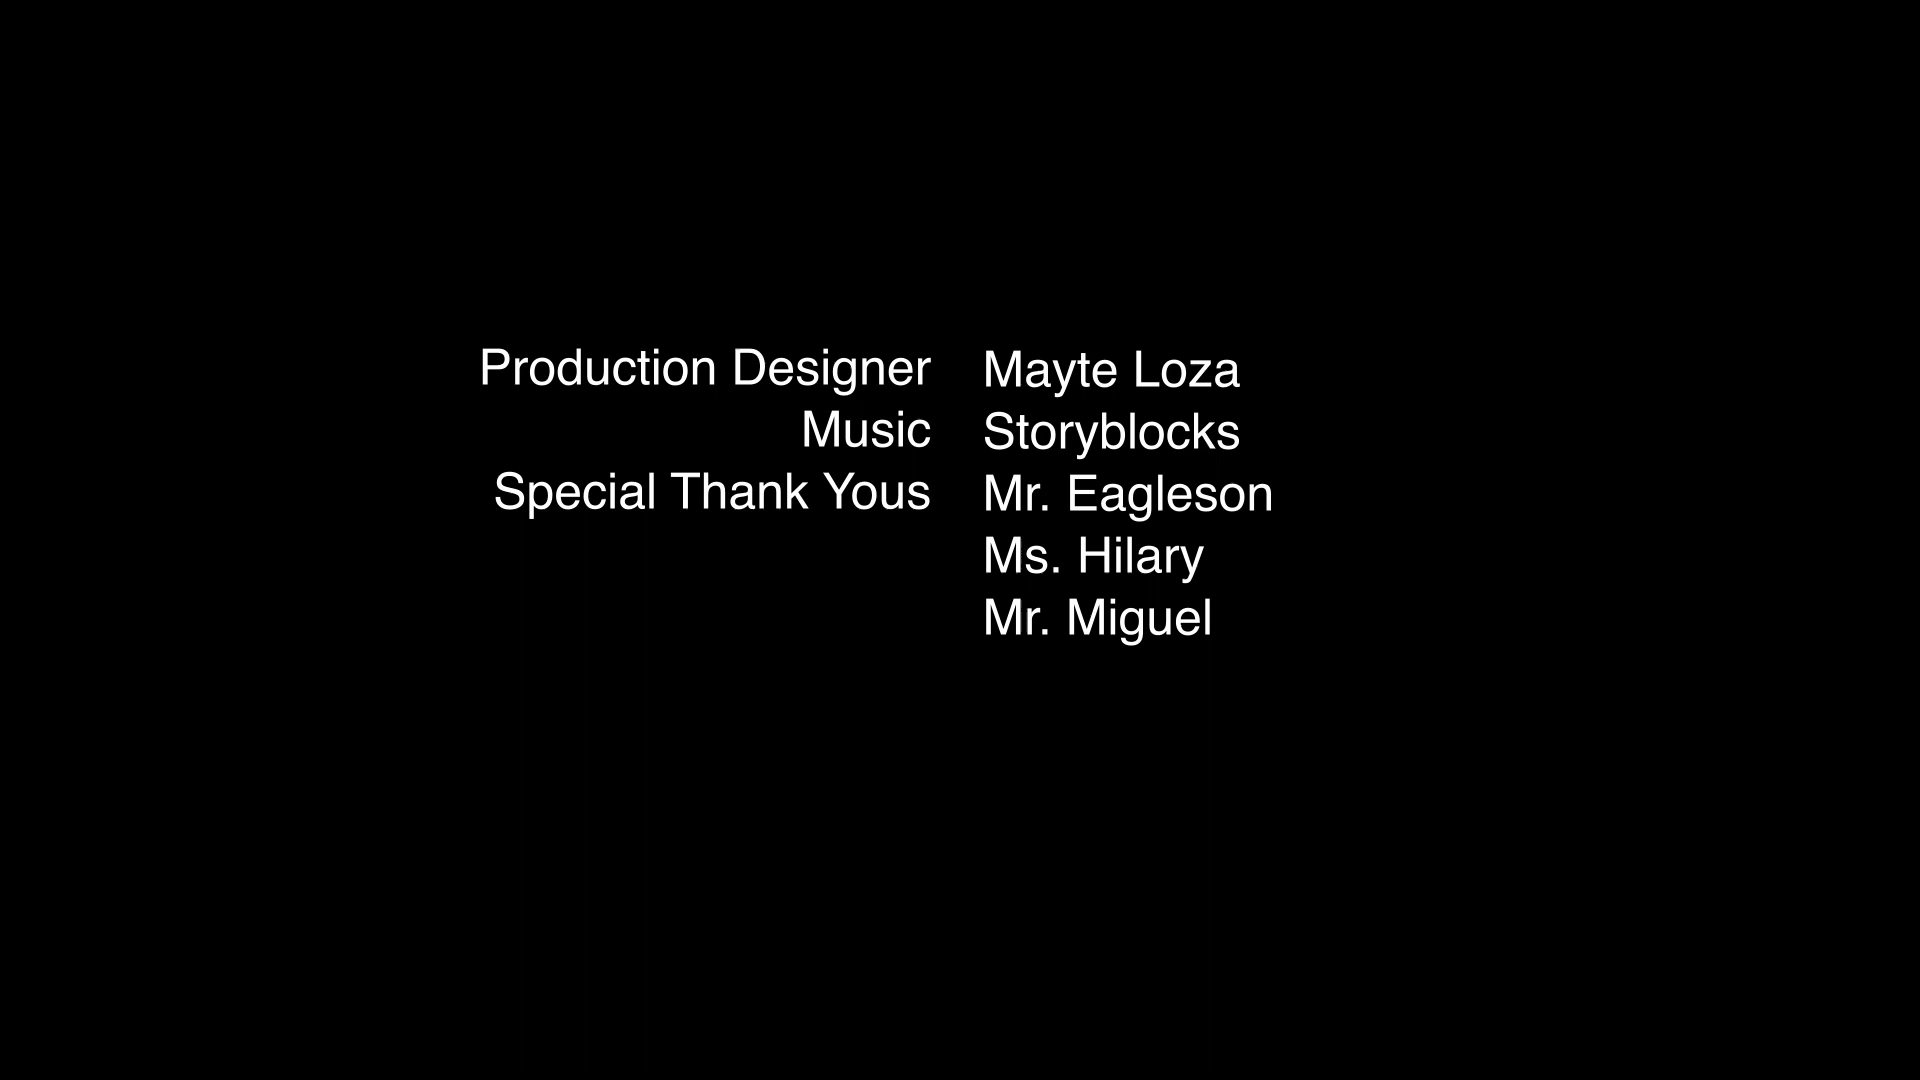 Production Designer Mayte Loza
Music Storyblocks
Special Thank Yous Mr. Eagleson
Ms. Hilary
Mr. Miguel